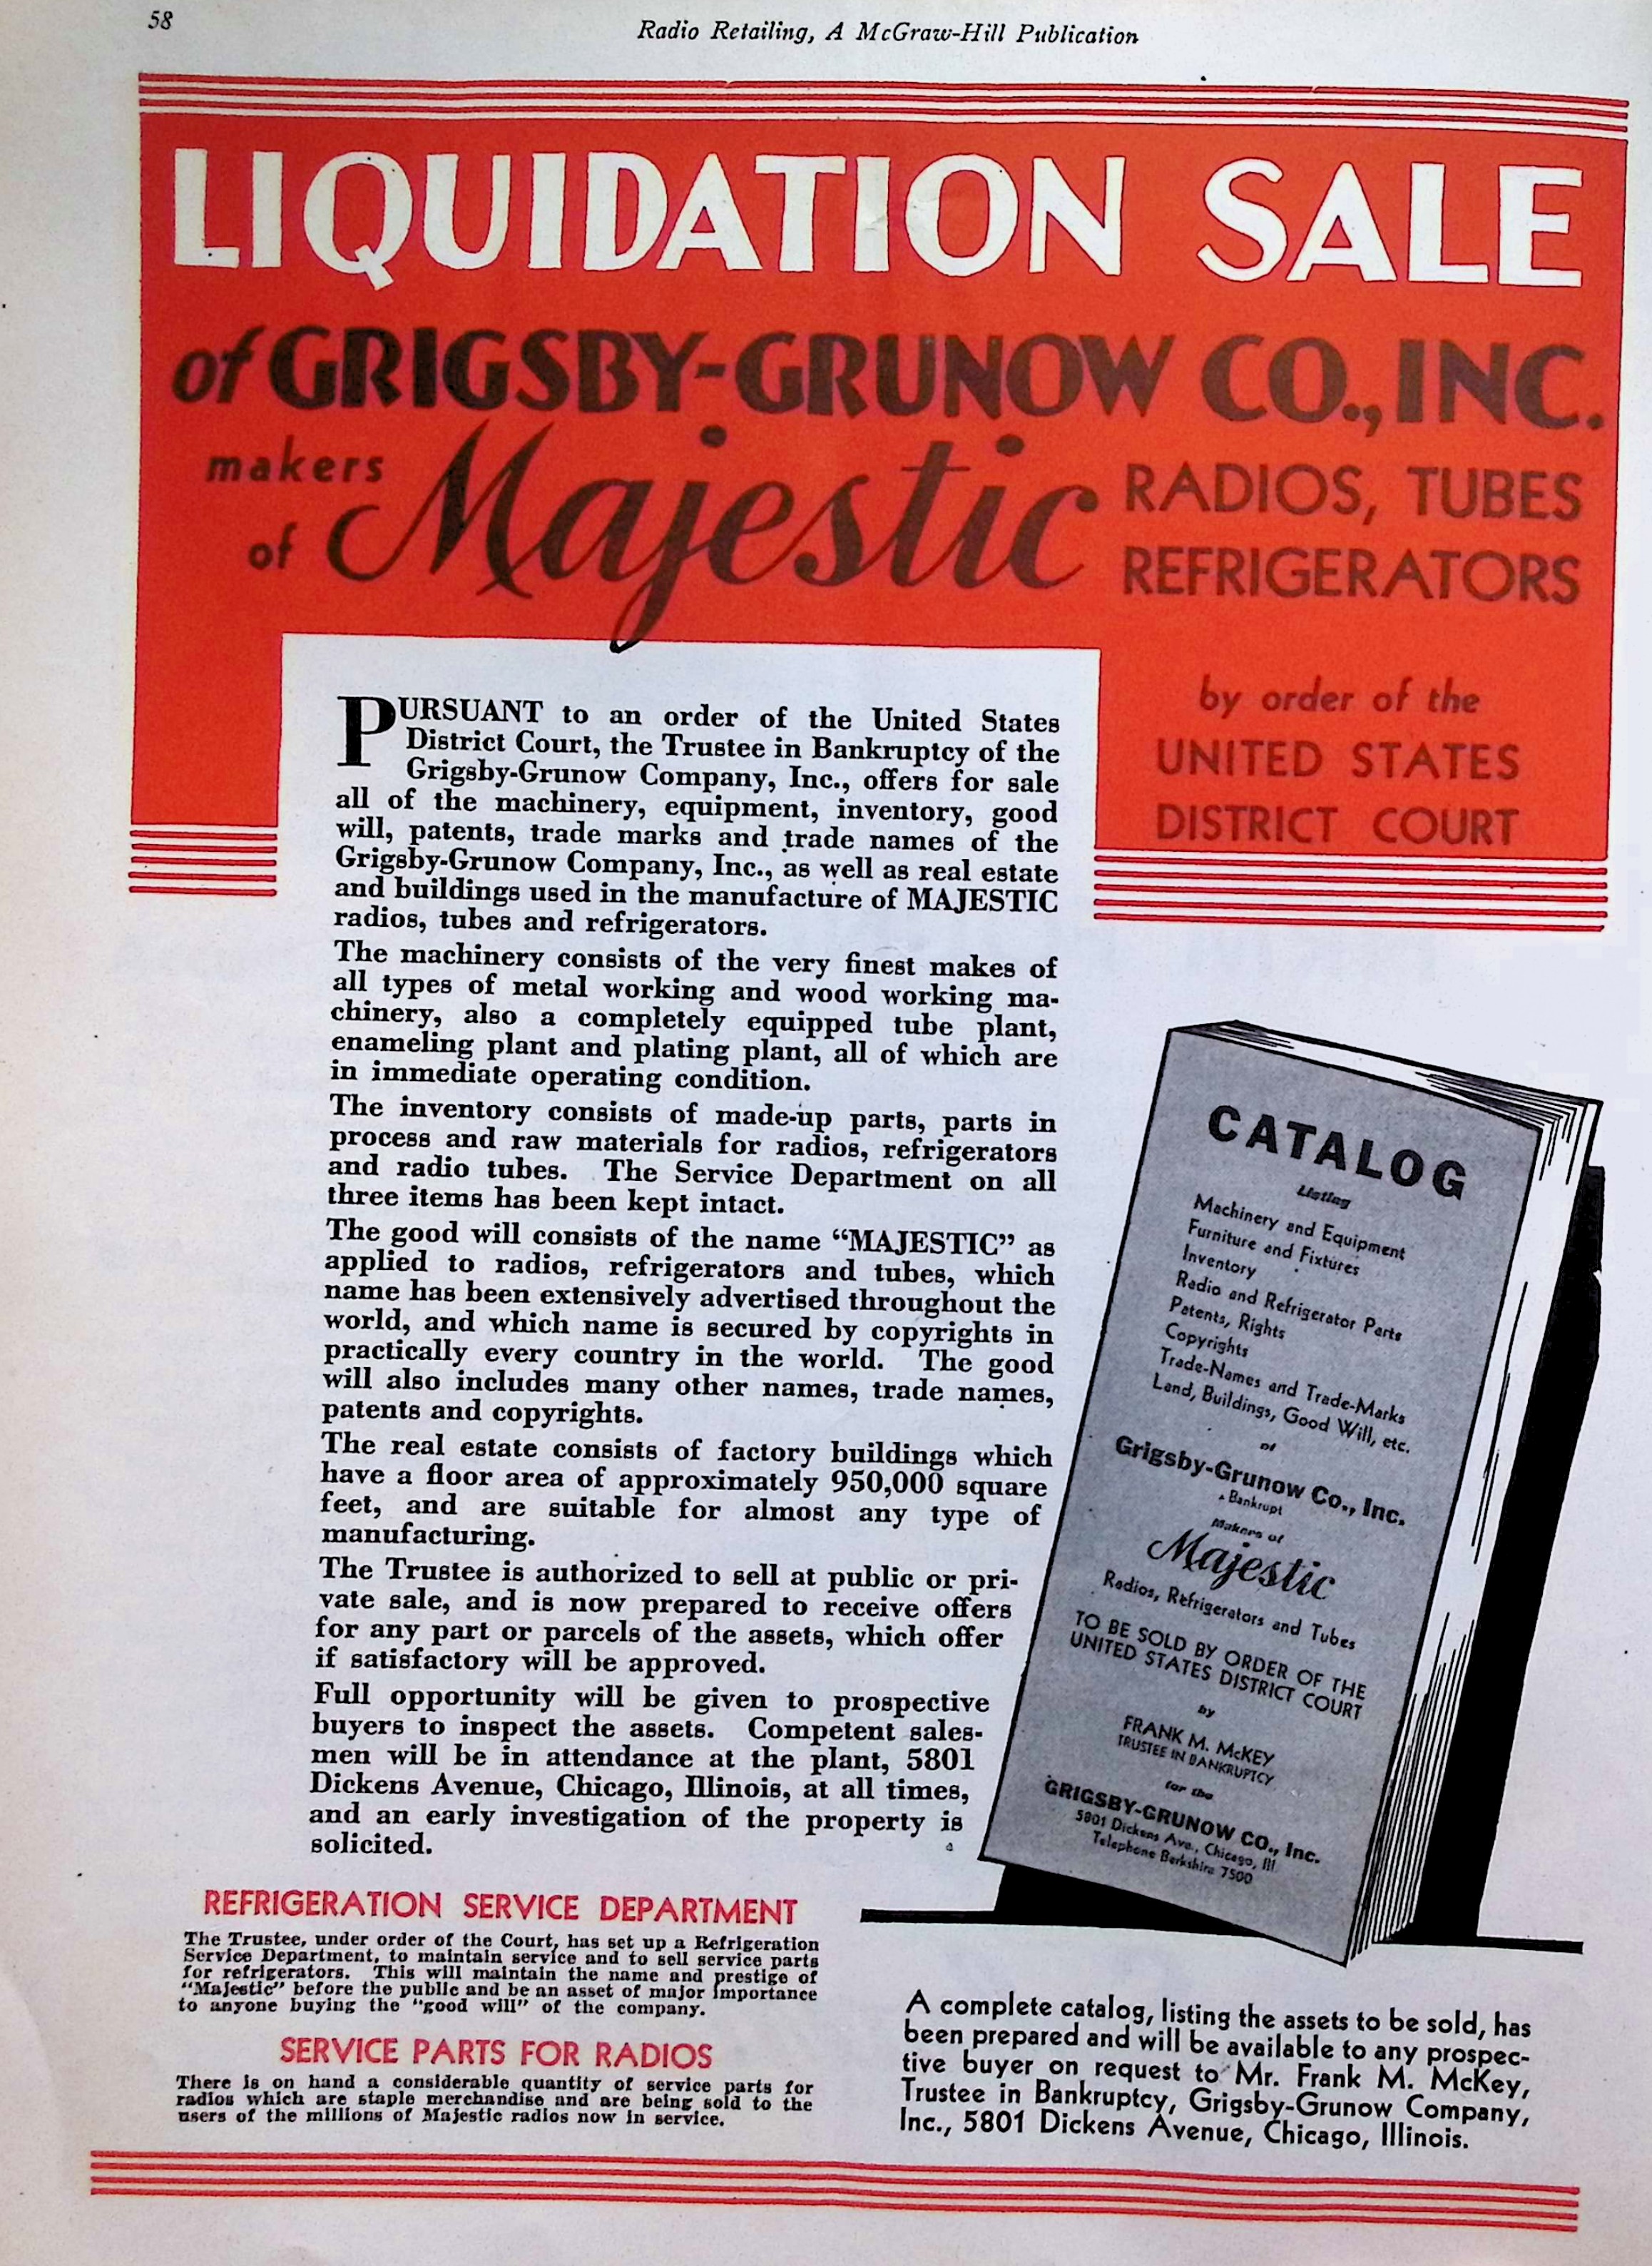 58
Radio Retailing, A McGraw-Hill Publication
LIQUIDATION SALE
of GRIGSBY-GRUNOW CO., INC.
makers
of
Majestic
RADIOS, TUBES
REFRIGERATORS
by order of the
UNITED STATES
DISTRICT COURT
PURSUANT to an order of the United States
District Court, the Trustee in Bankruptcy of the
Grigsby-Grunow Company, Inc., offers for sale
all of the machinery, equipment, inventory, good
will, patents, trade marks and trade names of the
Grigsby-Grunow Company, Inc., as well as real estate
and buildings used in the manufacture of MAJESTIC
radios, tubes and refrigerators.
The machinery consists of the very finest makes of
all types of metal working and wood working ma-
chinery, also a completely equipped tube plant,
enameling plant and plating plant, all of which are
in immediate operating condition.
The inventory consists of made-up parts, parts in
process and raw materials for radios, refrigerators
and radio tubes. The Service Department on all
three items has been kept intact.
The good will consists of the name “MAJESTIC” as
applied to radios, refrigerators and tubes, which
name has been extensively advertised throughout the
world, and which name is secured by copyrights in
practically every country in the world. The good
will also includes many other names, trade names,
patents and copyrights.
The real estate consists of factory buildings which
have a floor area of approximately 950,000 square
feet, and are suitable for almost any type of
manufacturing.
The Trustee is authorized to sell at public or pri-
vate sale, and is now prepared to receive offers
for any part or parcels of the assets, which offer
if satisfactory will be approved.
Full opportunity will be given to prospective
buyers to inspect the assets. Competent sales-
men will be in attendance at the plant, 5801
Dickens Avenue, Chicago, Illinois, at all times,
and an early investigation of the property is
solicited.
CATALOG
Listing
Machinery and Equipment
Furniture and Fixtures
Inventory
Radio and Refrigerator Parts
Patents, Rights
Copyrights
Trade-Names and Trade-Marks
Land, Buildings, Good Will, etc.
of
Grigsby-Grunow Co., Inc.
A Bankrupt
Makers of
Majestic
Radios, Refrigerators and Tubes
TO BE SOLD BY ORDER OF THE
UNITED STATES DISTRICT COURT
by
FRANK M. McKEY
TRUSTEE IN BANKRUPTCY
for the
GRIGSBY-GRUNOW CO., Inc.
5801 Dickens Ave., Chicago, Ill
Telephone Berkshire 7500
REFRIGERATION SERVICE DEPARTMENT
The Trustee, under order of the Court, has set up a Refrigeration
Service Department, to maintain service and to sell service parts
for refrigerators. This will maintain the name and prestige of
“Majestic” before the public and be an asset of major importance
to anyone buying the “good will” of the company.
SERVICE PARTS FOR RADIOS
There is on hand a considerable quantity of service parts for
radios which are staple merchandise and are being sold to the
users of the millions of Majestic radios now in service.
A complete catalog, listing the assets to be sold, has
been prepared and will be available to any prospec-
tive buyer on request to Mr. Frank M. McKey,
Trustee in Bankruptcy, Grigsby-Grunow Company,
Inc., 5801 Dickens Avenue, Chicago, Illinois.